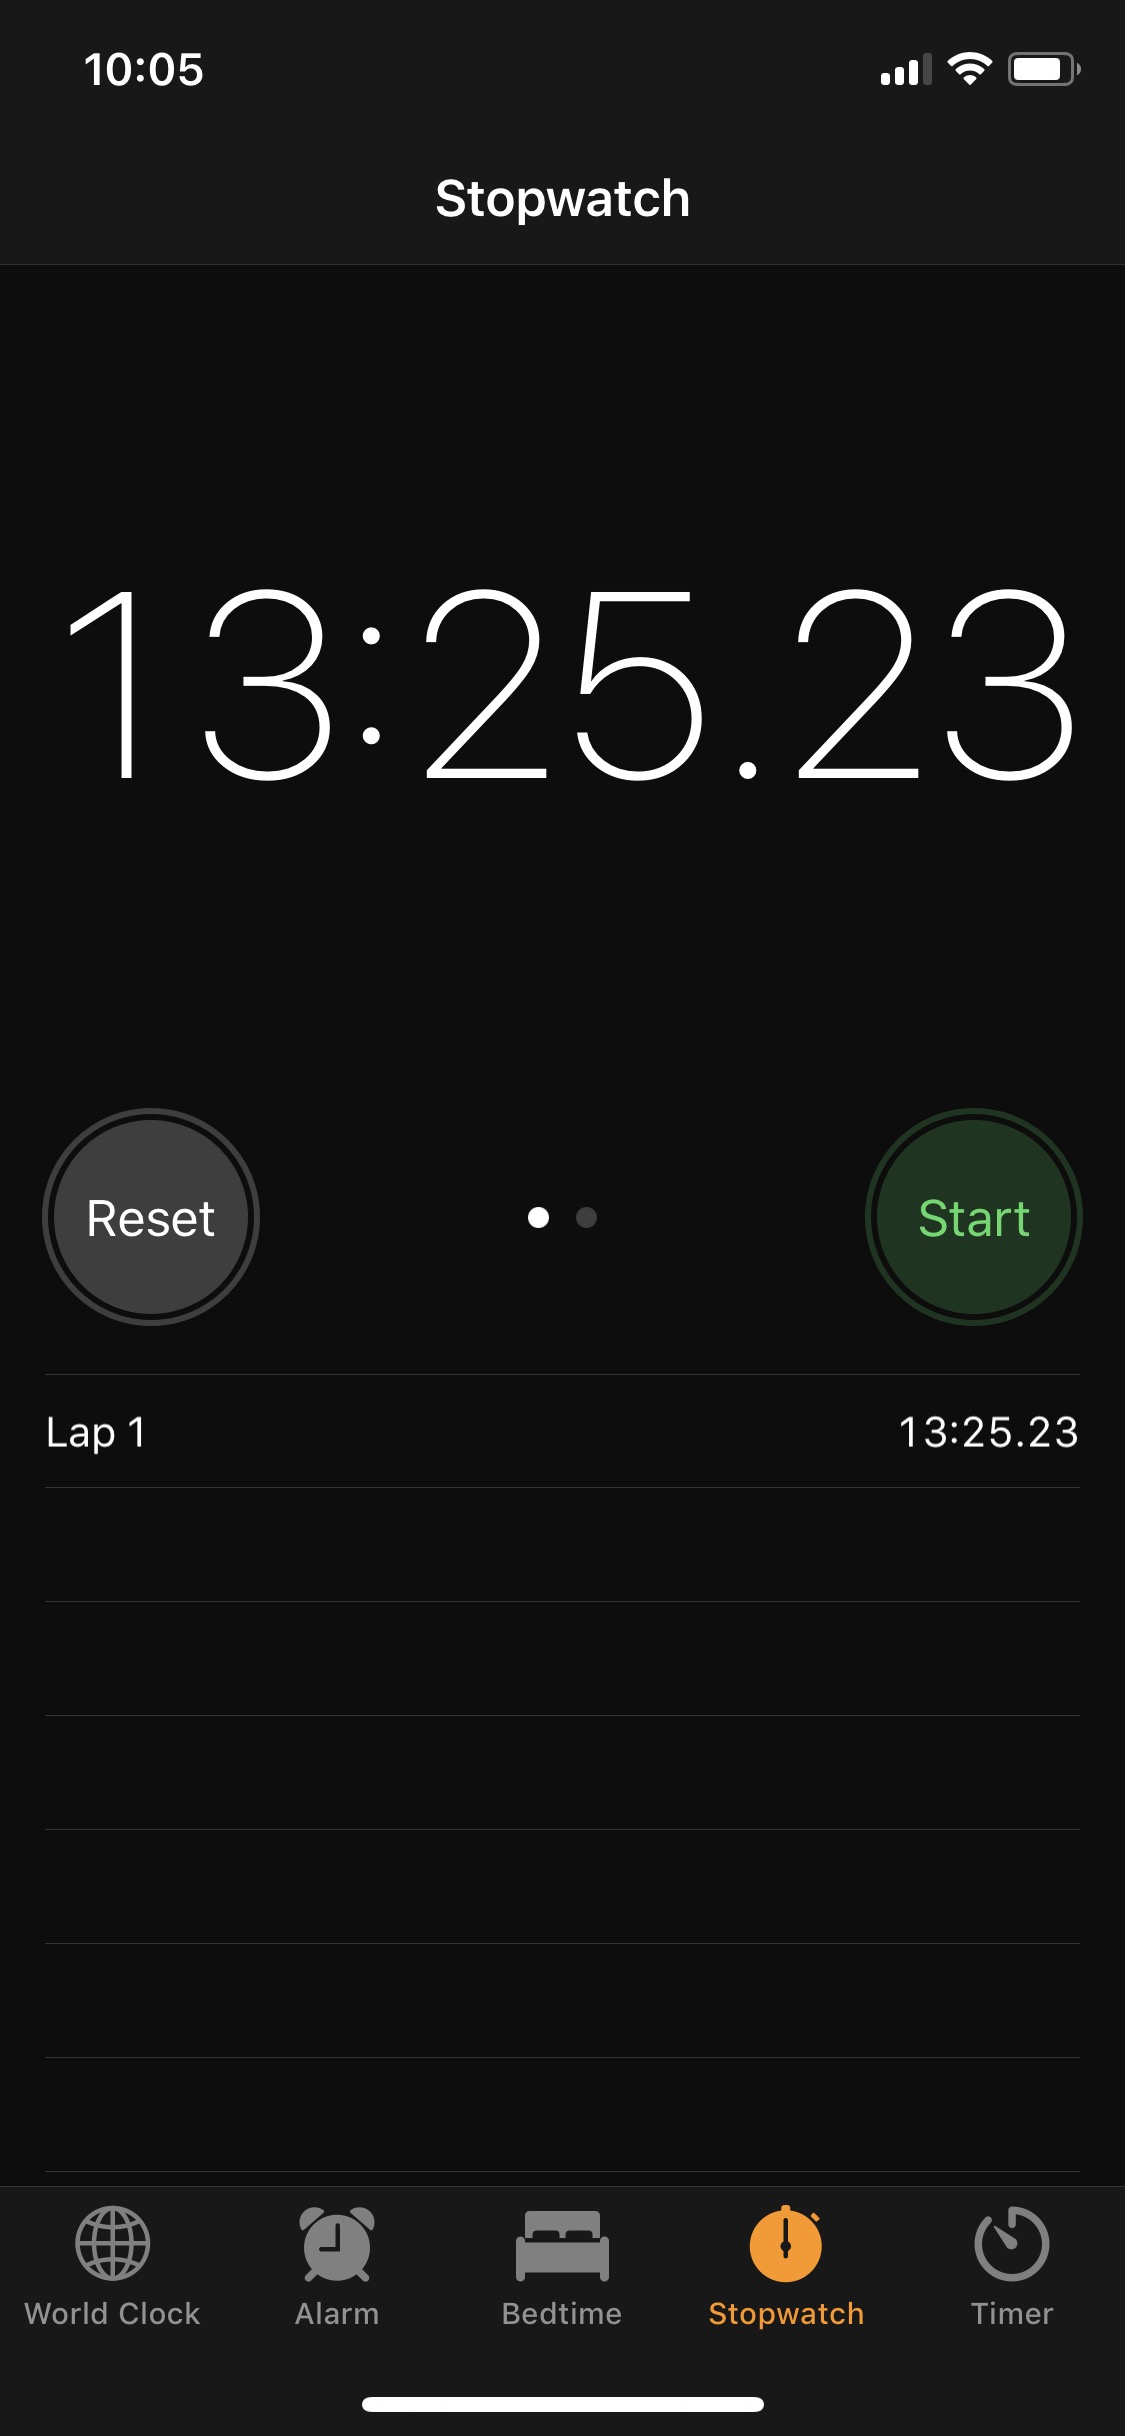 10:05
Stopwatch
13:25.23
Reset
Start
Lap 1 13:25.23
World Clock Alarm Bedtime Stopwatch Timer